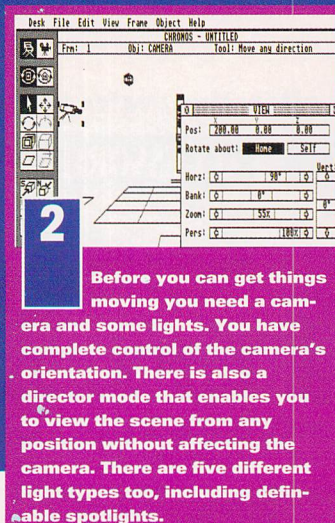 Desk File Edit View Frame Object Help
CHRONOS - UNTITLED
Frm: 1 Obj: CAMERA Tool: Move any direction
VIEW
X Y Z
Pos: 200.00 0.00 0.00
Rotate about: Home Self
Vert
Horz: 90°
Bank: 0° 0°
Zoom: 55%
Pers: 100%
2
Before you can get things
moving you need a cam-
era and some lights. You have
complete control of the camera's
orientation. There is also a
director mode that enables you
to view the scene from any
position without affecting the
camera. There are five different
light types too, including defin-
able spotlights.